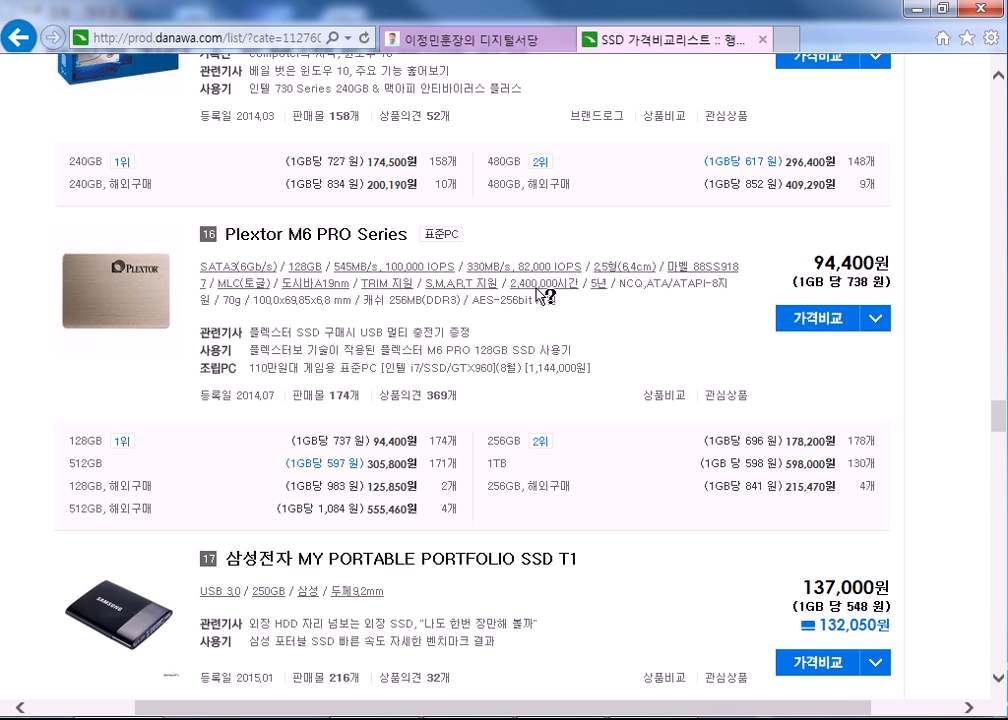 http://prod.danawa.com/list/?cate=11276(
이정민훈장의 디지털서당
SSD 가격비교리스트 :: 행...
가격비교
관련기사 베일 벗은 윈도우 10, 주요 기능 훑어보기
사용기 인텔 730 Series 240GB & 맥아피 안티바이러스 플러스
등록일 2014.03 판매몰 158개 상품의견 52개 브랜드로그 상품비교 관심상품
240GB 1위 (1GB당 727 원) 174,500원 158개 480GB 2위 (1GB당 617 원) 296,400원 148개
240GB, 해외구매 (1GB당 834 원) 200,190원 10개 480GB, 해외구매 (1GB당 852 원) 409,290원 9개
16 Plextor M6 PRO Series 표준PC
PLEXTOR
SATA3(6Gb/s) / 128GB / 545MB/s, 100,000 IOPS / 330MB/s, 82,000 IOPS / 2.5형(6.4cm) / 마벨 88SS918
7 / MLC(토글) / 도시바A19nm / TRIM 지원 / S.M.A.R.T 지원 / 2,400,000시간 / 5년 / NCQ,ATA/ATAPI-8지
원 / 70g / 100.0x69.85x6.8 mm / 캐쉬 256MB(DDR3) / AES-256bit
94,400원
(1GB 당 738 원)
가격비교
관련기사 플렉스터 SSD 구매시 USB 멀티 충전기 증정
사용기 플렉스터보 기술이 작용된 플렉스터 M6 PRO 128GB SSD 사용기
조립PC 110만원대 게임용 표준PC [인텔 i7/SSD/GTX960](8월) [1,144,000원]
등록일 2014.07 판매몰 174개 상품의견 369개 상품비교 관심상품
128GB 1위 (1GB당 737 원) 94,400원 174개 256GB 2위 (1GB당 696 원) 178,200원 178개
512GB (1GB당 597 원) 305,800원 171개 1TB (1GB 당 598 원) 598,000원 130개
128GB, 해외구매 (1GB당 983 원) 125,850원 2개 256GB, 해외구매 (1GB당 841 원) 215,470원 4개
512GB, 해외구매 (1GB당 1,084 원) 555,460원 4개
17 삼성전자 MY PORTABLE PORTFOLIO SSD T1
SAMSUNG
USB 3.0 / 250GB / 삼성 / 두께9.2mm
137,000원
(1GB 당 548 원)
132,050원
가격비교
관련기사 외장 HDD 자리 넘보는 외장 SSD, "나도 한번 장만해 볼까"
사용기 삼성 포터블 SSD 빠른 속도 자세한 벤치마크 결과
등록일 2015.01 판매몰 216개 상품의견 32개 상품비교 관심상품